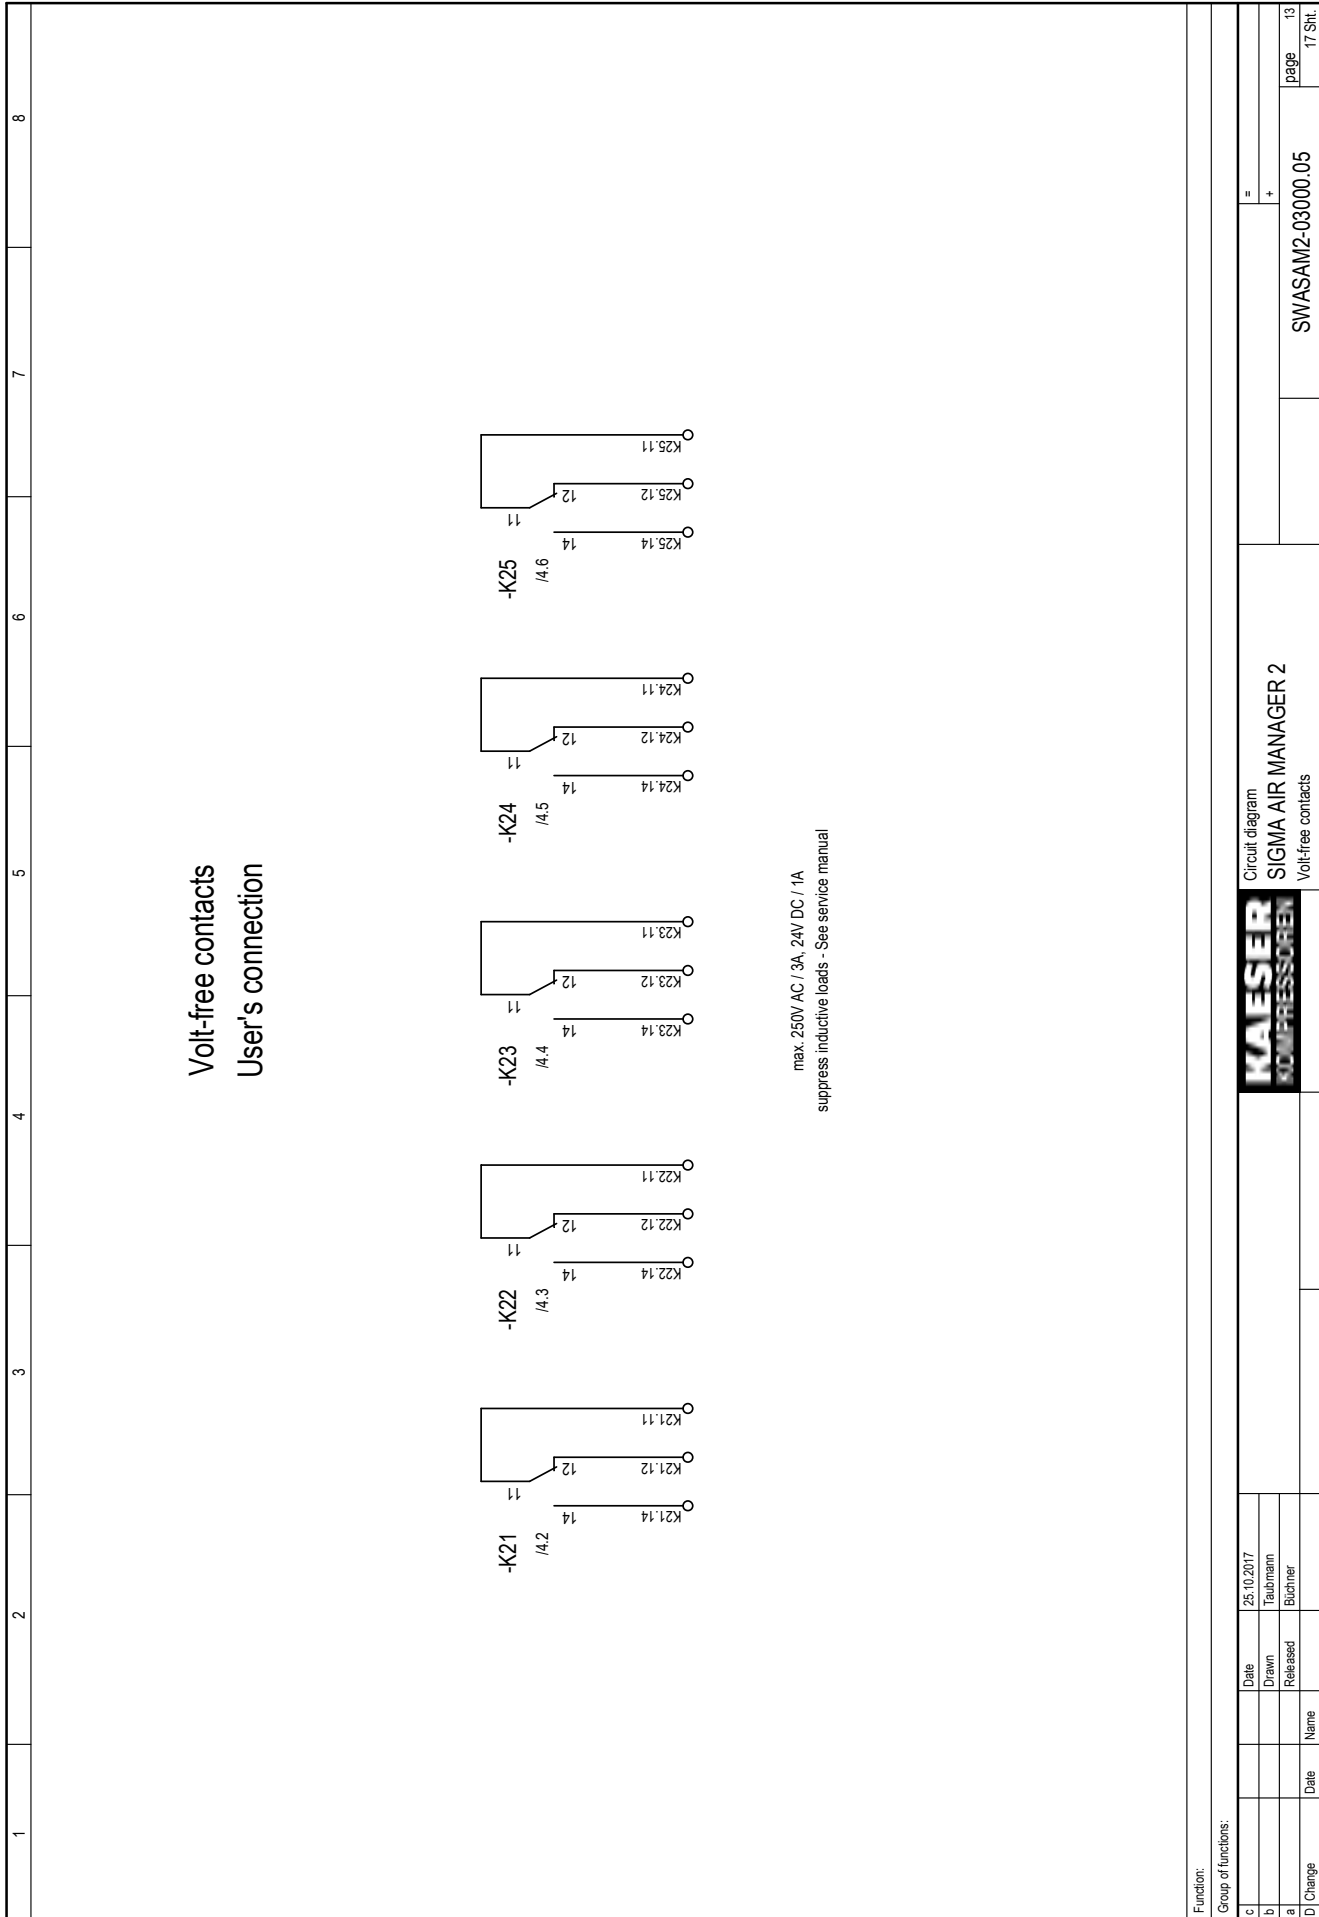 1 2 3 4 5 6 7 8
Volt-free contacts
User's connection
-K21
/4.2
11
14
12
K21.14
K21.12
K21.11
-K22
/4.3
11
14
12
K22.14
K22.12
K22.11
-K23
/4.4
11
14
12
K23.14
K23.12
K23.11
-K24
/4.5
11
14
12
K24.14
K24.12
K24.11
-K25
/4.6
11
14
12
K25.14
K25.12
K25.11
max. 250V AC / 3A, 24V DC / 1A
suppress inductive loads - See service manual
Function:
Group of functions:
c
b
a
D Change Date Name
Date 25.10.2017
Drawn Taubmann
Released Büchner
KAESER
KOMPRESSOREN
Circuit diagram
SIGMA AIR MANAGER 2
Volt-free contacts
=
+
SWASAM2-03000.05
page 13
17 Sht.